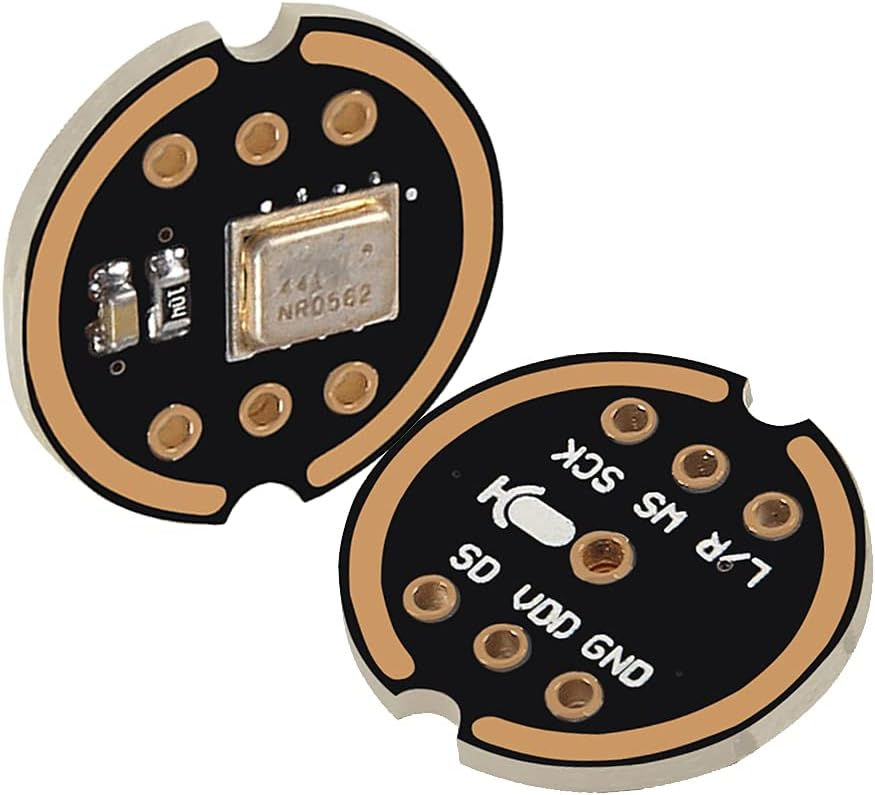 441
NR0562
104
SCK
WS
L/R
SD
VDD
GND